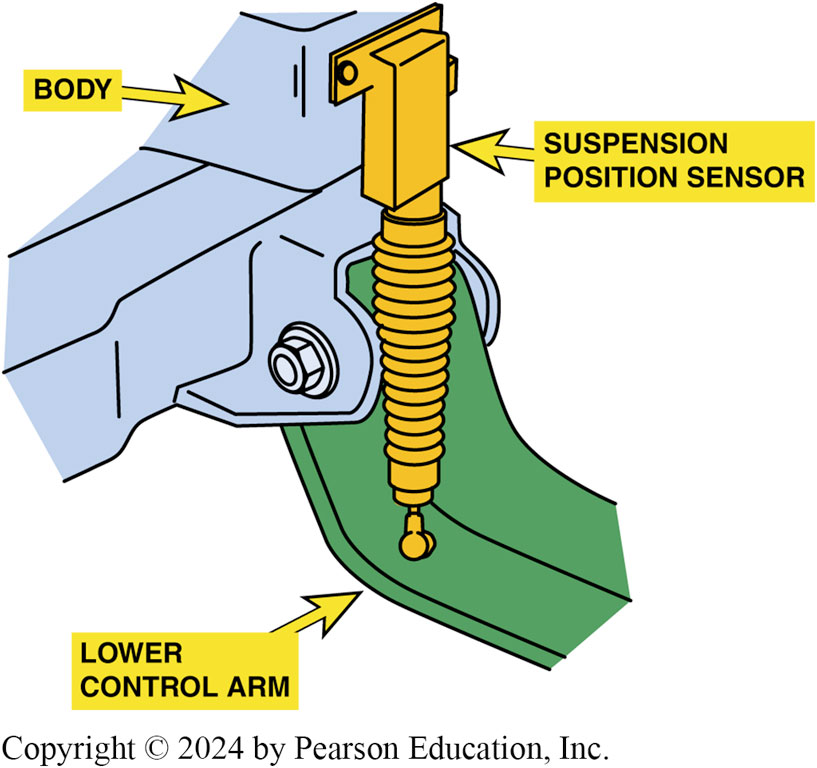 BODY
SUSPENSION
POSITION SENSOR
LOWER
CONTROL ARM
Copyright © 2024 by Pearson Education, Inc.